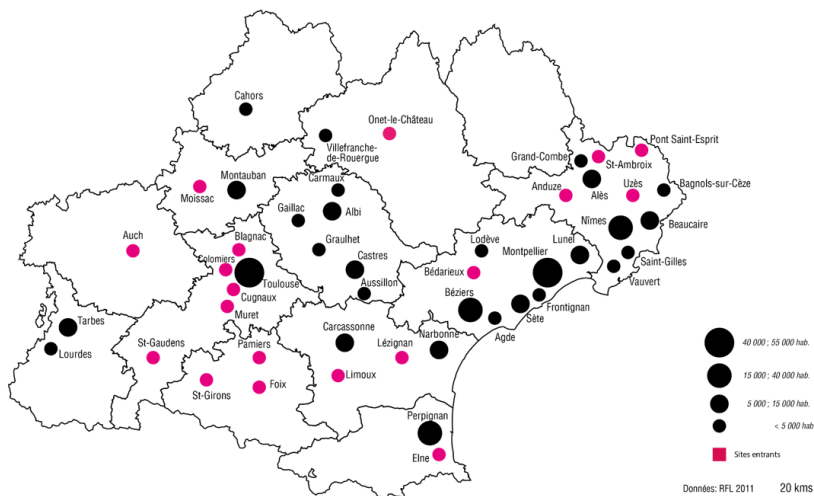 Cahors
Onet-le-Château
Villefranche-
de-Rouergue
Grand-Combe
Pont Saint-Esprit
St-Ambroix
Montauban
Moissac
Carmaux
Anduze
Alès
Uzès
Bagnols-sur-Cèze
Gaillac
Albi
Nîmes
Beaucaire
Auch
Blagnac
Graulhet
Lodève
Lunel
Colomiers
Toulouse
Castres
Montpellier
Saint-Gilles
Cugnaux
Aussillon
Bédarieux
Vauvert
Muret
Béziers
Frontignan
Sète
Agde
Tarbes
Lourdes
St-Gaudens
Pamiers
Carcassonne
Lézignan
Narbonne
St-Girons
Foix
Limoux
Perpignan
Elne
40 000 ; 55 000 hab.
15 000 ; 40 000 hab.
5 000 ; 15 000 hab.
< 5 000 hab
Sites entrants
Données: RFL 2011 20 kms